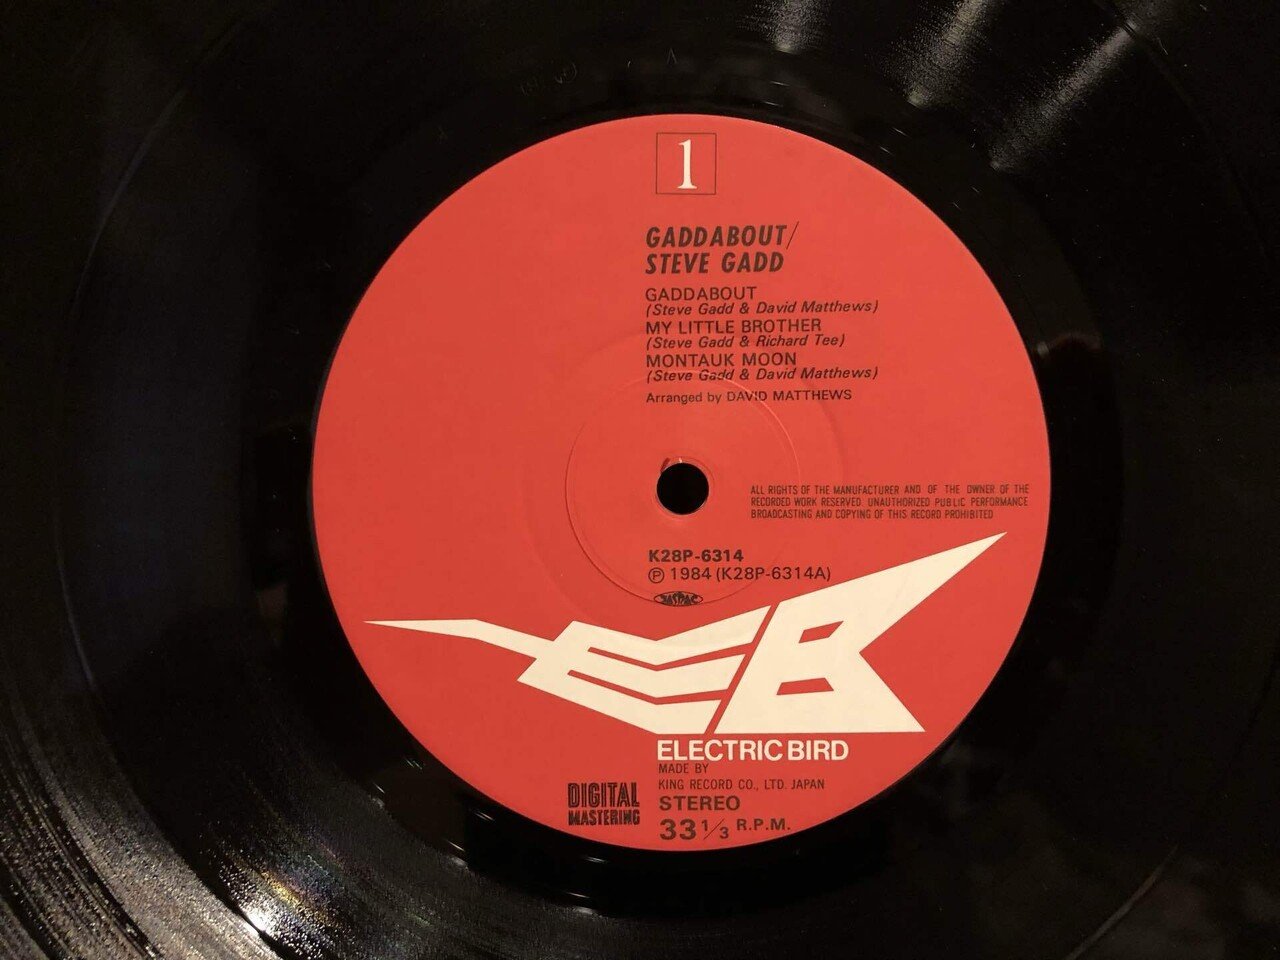 1
GADDABOUT/
STEVE GADD
GADDABOUT
(Steve Gadd & David Matthews)
MY LITTLE BROTHER
(Steve Gadd & Richard Tee)
MONTAUK MOON
(Steve Gadd & David Matthews)
Arranged by DAVID MATTHEWS
ALL RIGHTS OF THE MANUFACTURER AND OF THE OWNER OF THE
RECORDED WORK RESERVED. UNAUTHORIZED PUBLIC PERFORMANCE
BROADCASTING AND COPYING OF THIS RECORD PROHIBITED
K28P-6314
Ⓟ 1984 (K28P-6314A)
JASRAC
EB
ELECTRIC BIRD
MADE BY
KING RECORD CO., LTD. JAPAN
DIGITAL
MASTERING
STEREO
33 1/3 R.P.M.